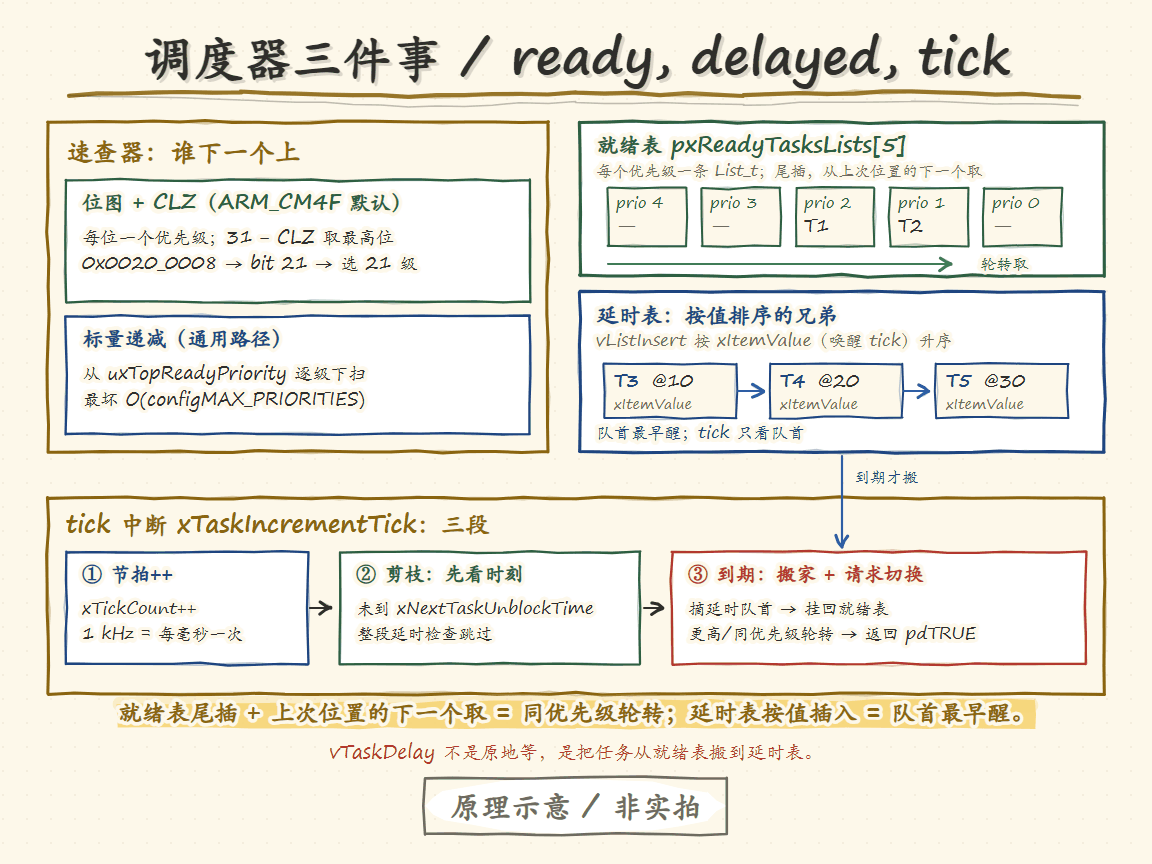 调度器三件事 / ready, delayed, tick
速查器：谁下一个上
位图 + CLZ（ARM_CM4F 默认）
每位一个优先级；31 - CLZ 取最高位
0x0020_0008 → bit 21 → 选 21 级
标量递减（通用路径）
从 uxTopReadyPriority 逐级下扫
最坏 O(configMAX_PRIORITIES)
就绪表 pxReadyTasksLists[5]
每个优先级一条 List_t；尾插，从上次位置的下一个取
prio 4
—
prio 3
—
prio 2
T1
prio 1
T2
prio 0
—
轮转取
延时表：按值排序的兄弟
vListInsert 按 xItemValue（唤醒 tick）升序
T3 @10
xItemValue
T4 @20
xItemValue
T5 @30
xItemValue
队首最早醒；tick 只看队首
到期才搬
tick 中断 xTaskIncrementTick：三段
① 节拍++
xTickCount++
1 kHz = 每毫秒一次
② 剪枝：先看时刻
未到 xNextTaskUnblockTime
整段延时检查跳过
③ 到期：搬家 + 请求切换
摘延时队首 → 挂回就绪表
更高/同优先级轮转 → 返回 pdTRUE
就绪表尾插 + 上次位置的下一个取 = 同优先级轮转；延时表按值插入 = 队首最早醒。
vTaskDelay 不是原地等，是把任务从就绪表搬到延时表。
原理示意 / 非实拍